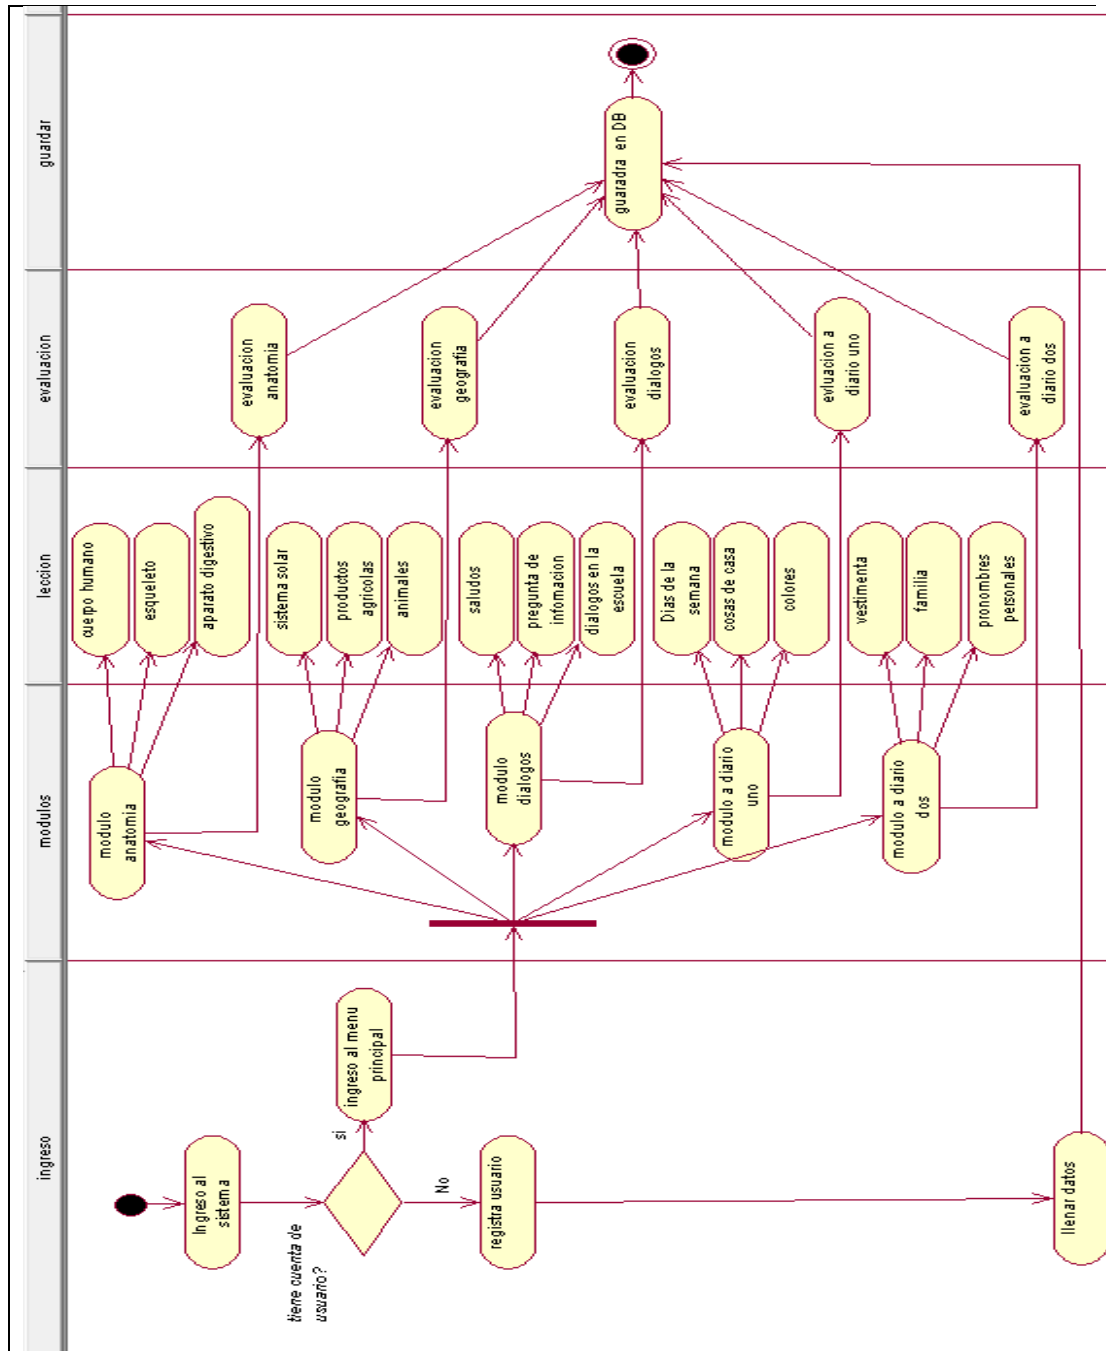 ingreso
modulos
leccion
evaluacion
guardar
Ingreso al
sistema
tiene cuenta de
usuario?
si
No
ingreso al menu
principal
registra usuario
llenar datos
modulo
anatomia
modulo
geografia
modulo
dialogos
modulo a diario
uno
modulo a diario
dos
cuerpo humano
esqueleto
aparato digestivo
sistema solar
productos
agricolas
animales
saludos
pregunta de
infomacion
dialogos en la
escuela
Dias de la
semana
cosas de casa
colores
vestimenta
familia
pronombres
personales
evaluacion
anatomia
evaluacion
geografia
evaluacion
dialogos
evluacion a
diario uno
evaluacion a
diario dos
guaradra en DB